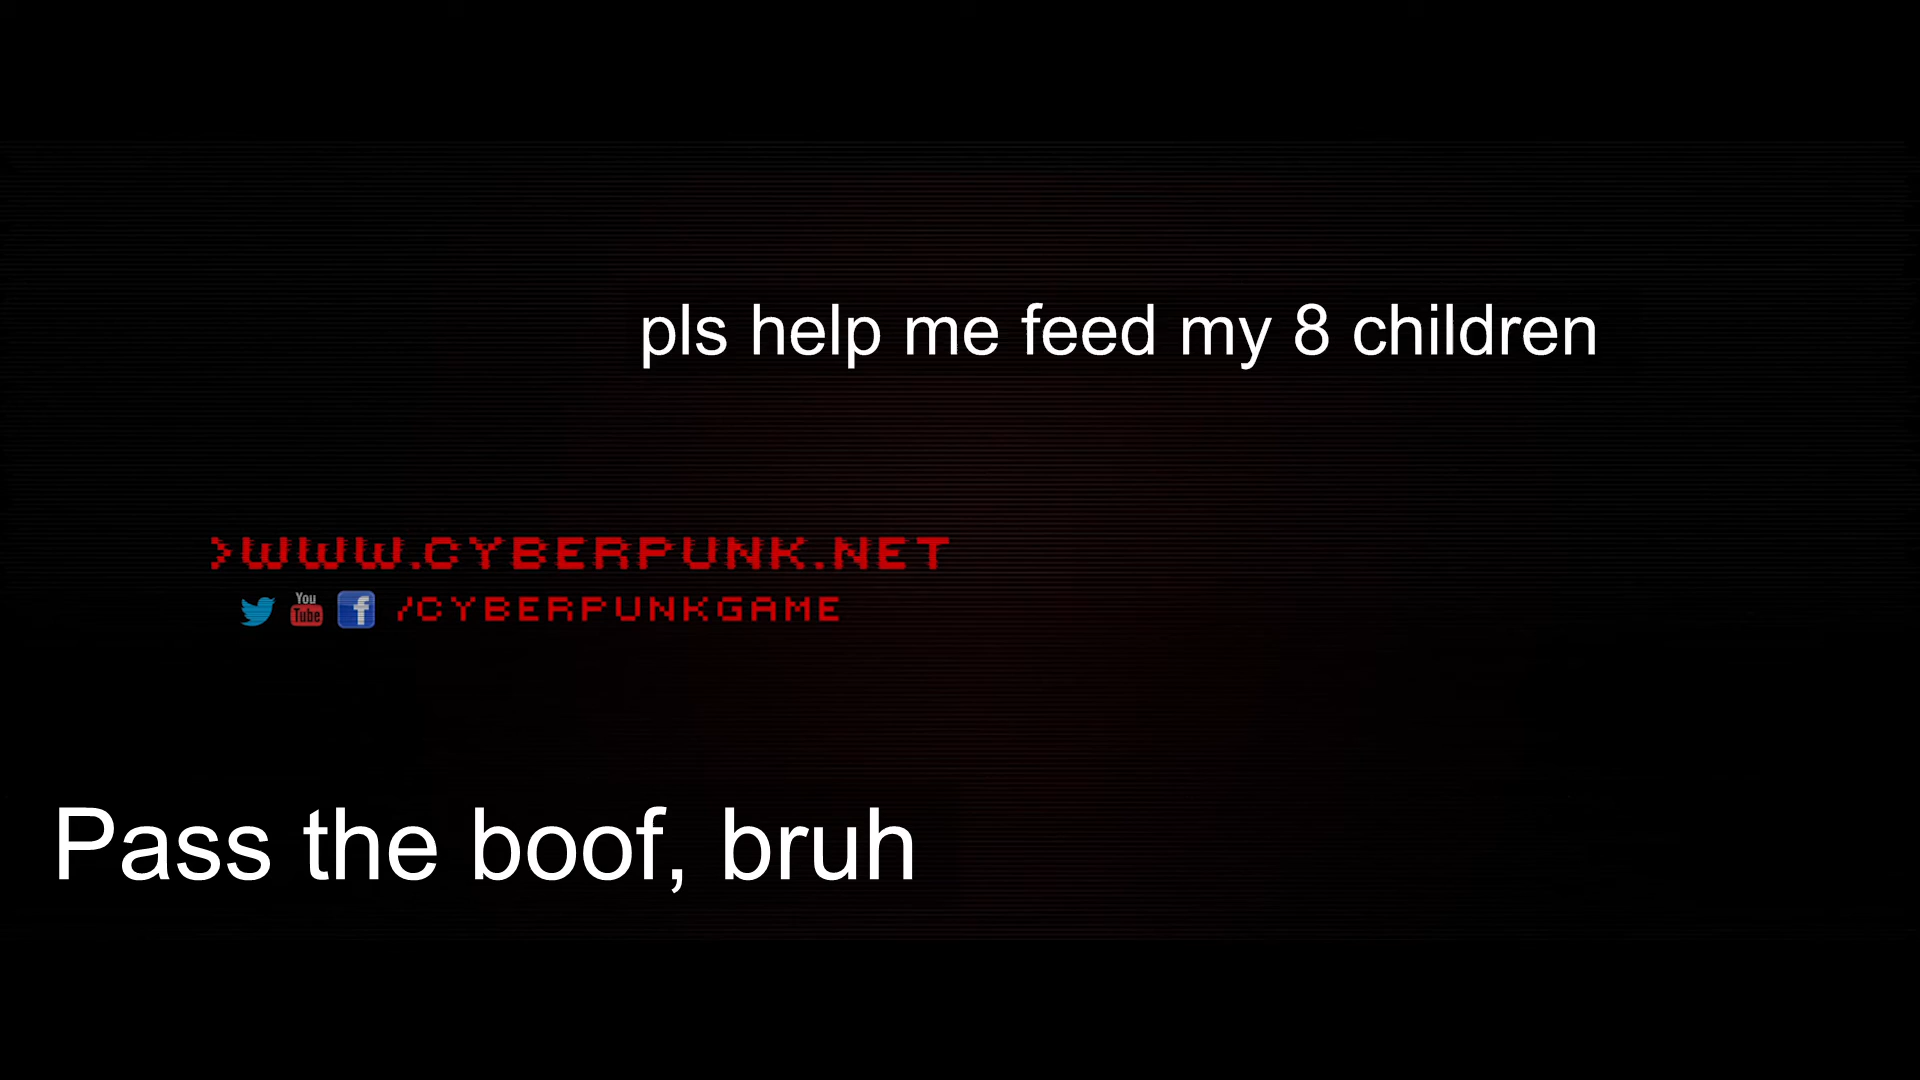 pls help me feed my 8 children
>WWW.CYBERPUNK.NET
You Tube f /CYBERPUNKGAME
Pass the boof, bruh